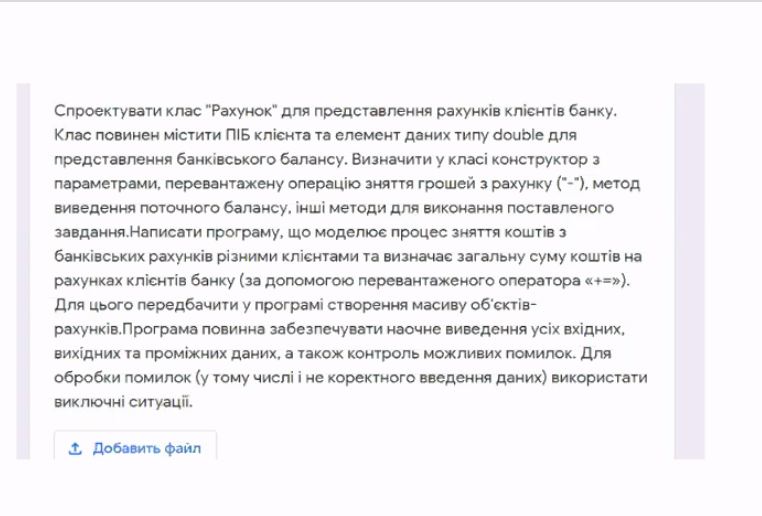 Спроектувати клас "Рахунок" для представлення рахунків клієнтів банку.
Клас повинен містити ПІБ клієнта та елемент даних типу double для
представлення банківського балансу. Визначити у класі конструктор з
параметрами, перевантажену операцію зняття грошей з рахунку ("-"), метод
виведення поточного балансу, інші методи для виконання поставленого
завдання.Написати програму, що моделює процес зняття коштів з
банківських рахунків різними клієнтами та визначає загальну суму коштів на
рахунках клієнтів банку (за допомогою перевантаженого оператора «+=»).
Для цього передбачити у програмі створення масиву об'єктів-
рахунків.Програма повинна забезпечувати наочне виведення усіх вхідних,
вихідних та проміжних даних, а також контроль можливих помилок. Для
обробки помилок (у тому числі і не коректного введення даних) використати
виключні ситуації.
Добавить файл